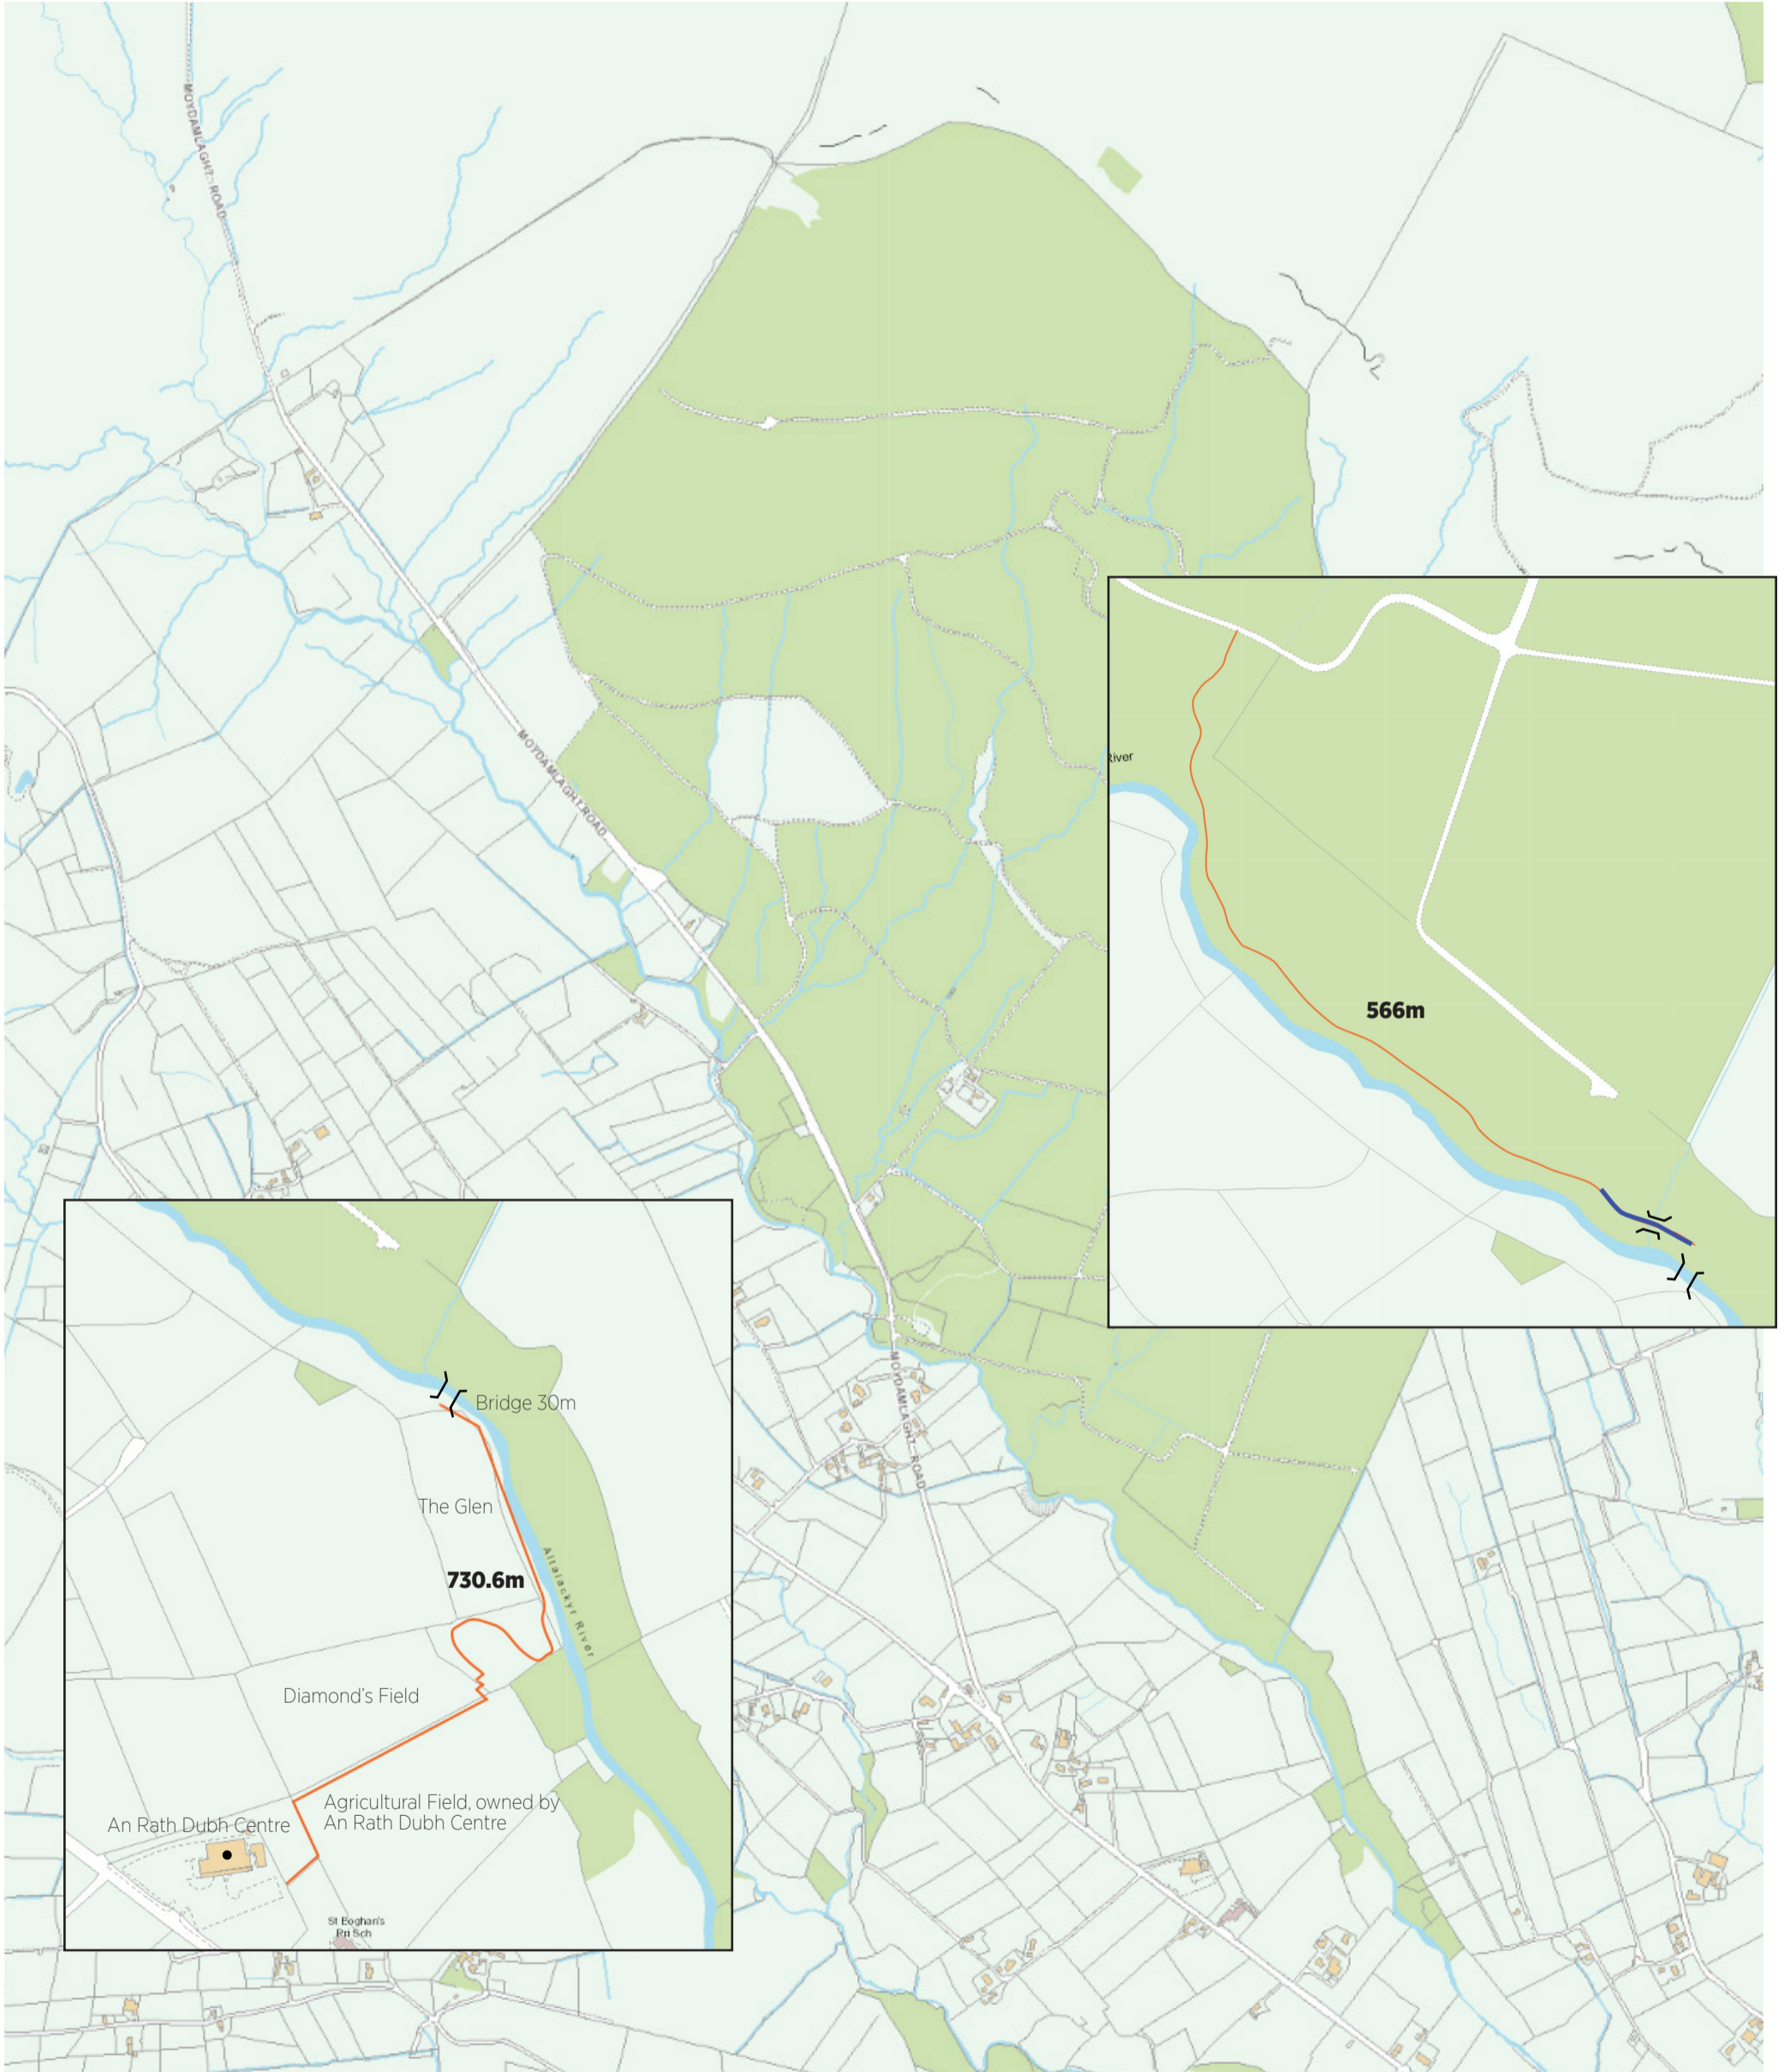 MOYDAMLAGHT ROAD
MOYDAMLAGHT ROAD
River
566m
Bridge 30m
The Glen
730.6m
Altalackyr River
MOYDAMLAGHT ROAD
Diamond's Field
Agricultural Field, owned by
An Rath Dubh Centre
An Rath Dubh Centre
St Eoghan's
Pri Sch